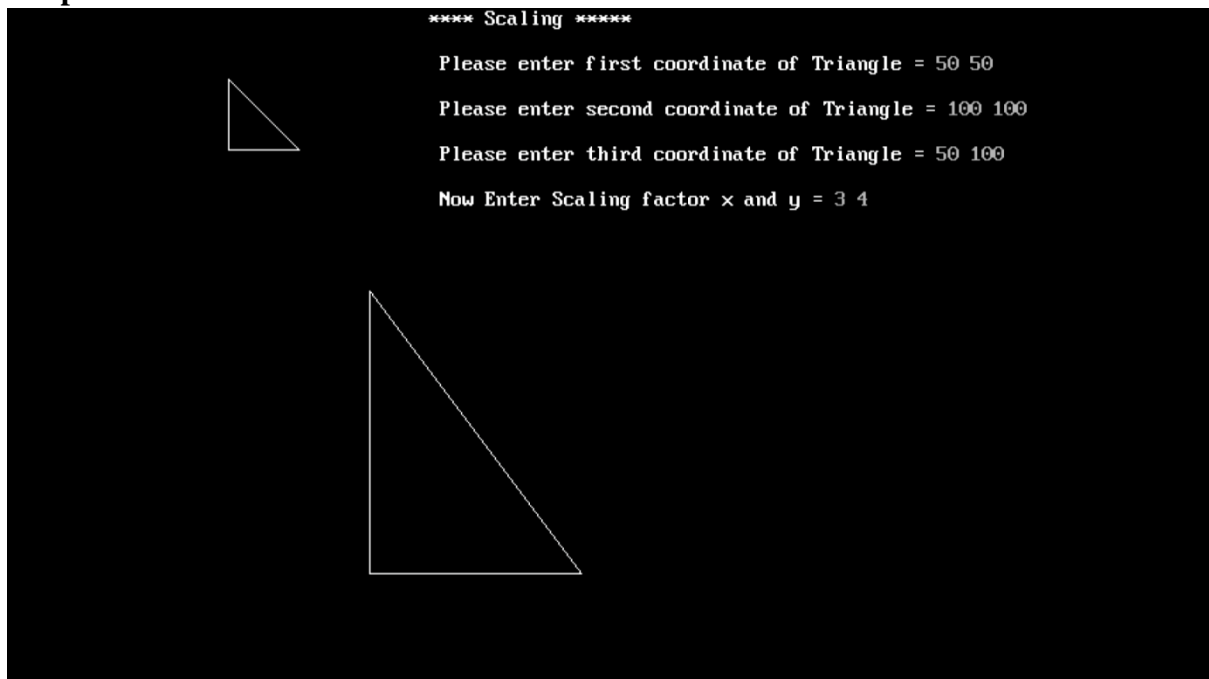 **** Scaling *****
Please enter first coordinate of Triangle = 50 50
Please enter second coordinate of Triangle = 100 100
Please enter third coordinate of Triangle = 50 100
Now Enter Scaling factor x and y = 3 4